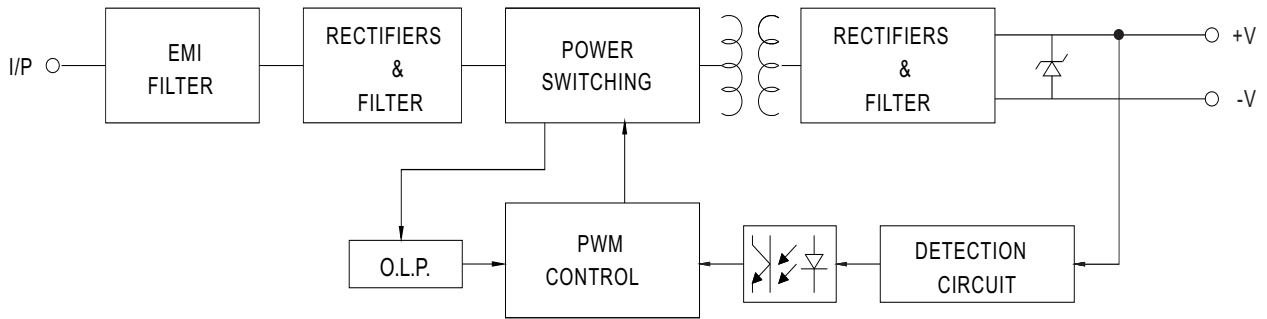 I/P
EMI
FILTER
RECTIFIERS
&
FILTER
POWER
SWITCHING
RECTIFIERS
&
FILTER
+V
-V
O.L.P.
PWM
CONTROL
DETECTION
CIRCUIT